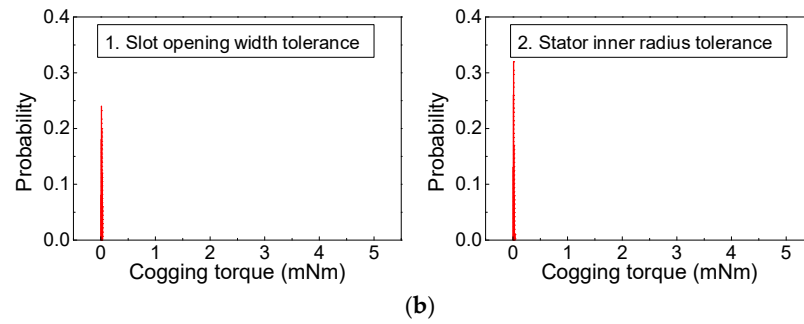 1. Slot opening width tolerance
0.4
0.3
0.2
0.1
0.0
Probability
0 1 2 3 4 5
Cogging torque (mNm)
2. Stator inner radius tolerance
0.4
0.3
0.2
0.1
0.0
Probability
0 1 2 3 4 5
Cogging torque (mNm)
(b)